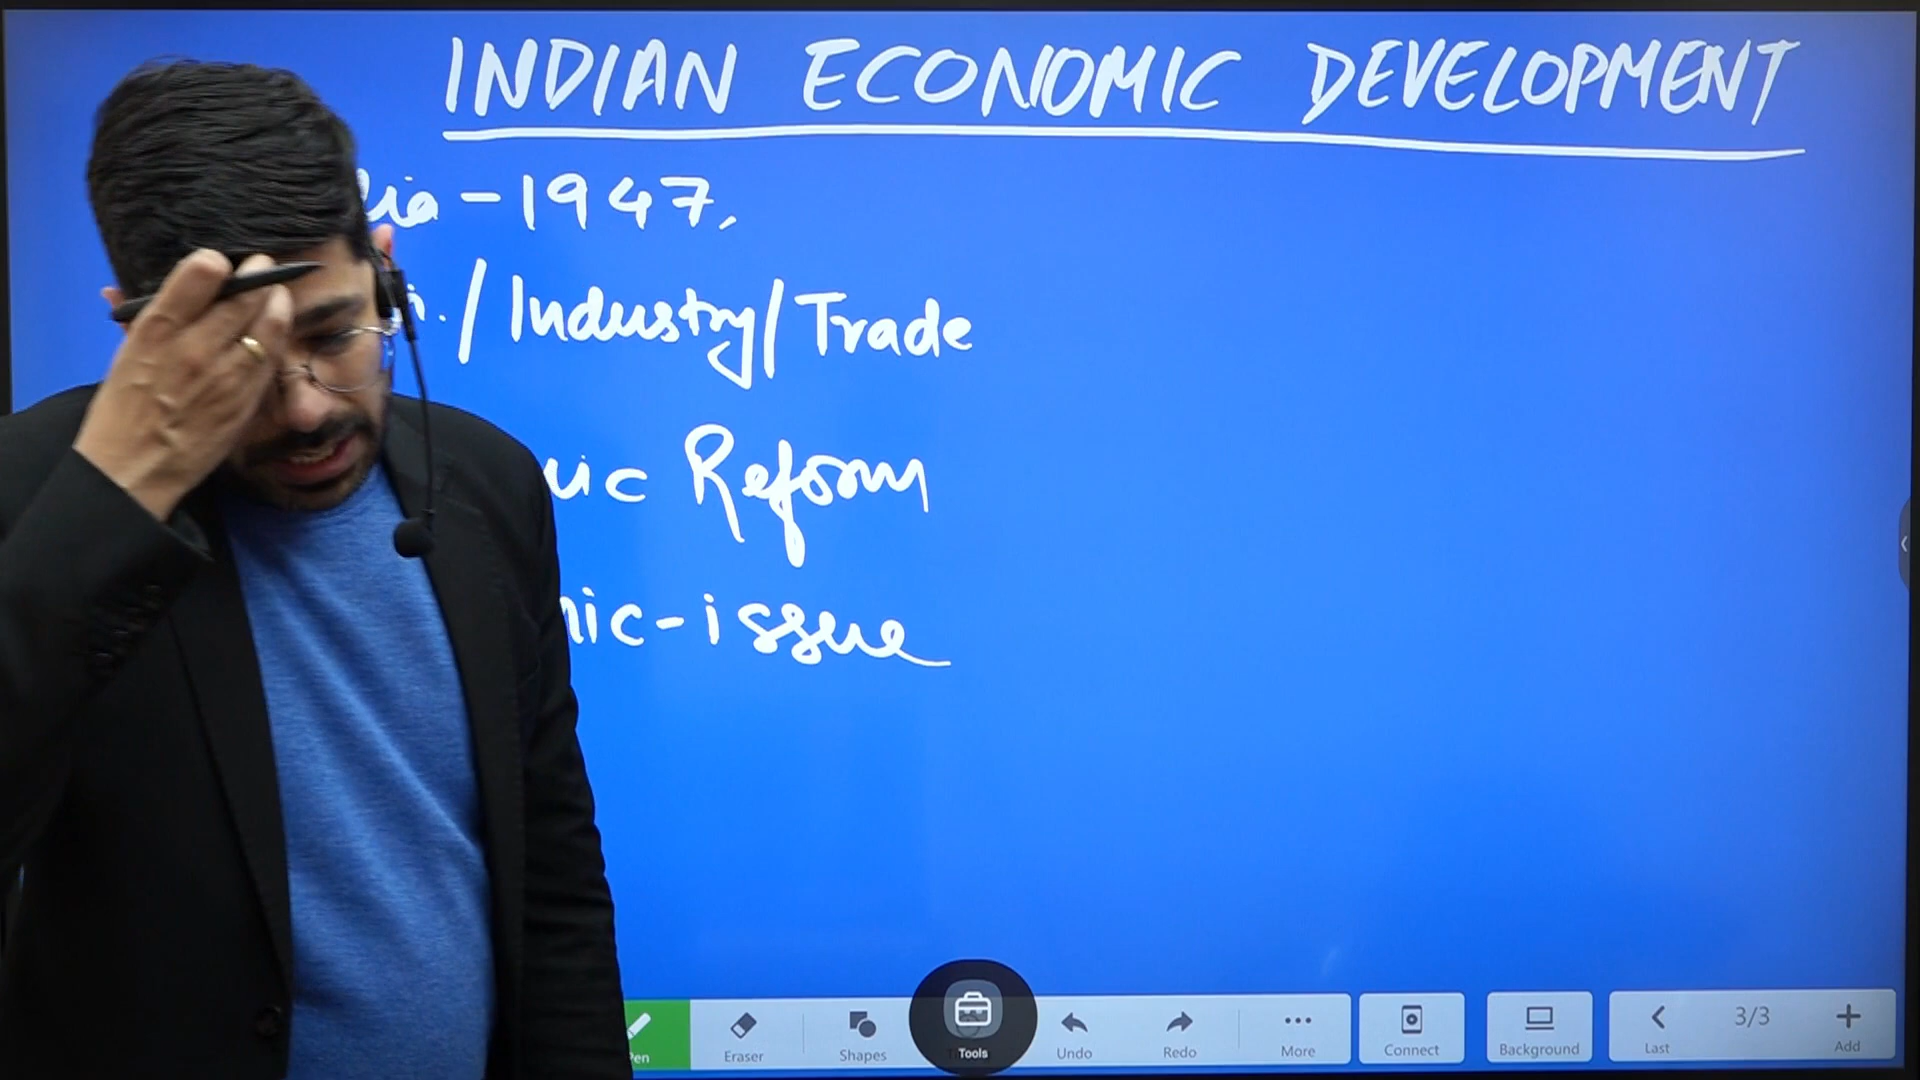 INDIAN ECONOMIC DEVELOPMENT
-1947,
/ Industry / Trade
Reform
-issue
Eraser
Shapes
Tools
Undo
Redo
More
Connect
Background
Last
3/3
Add